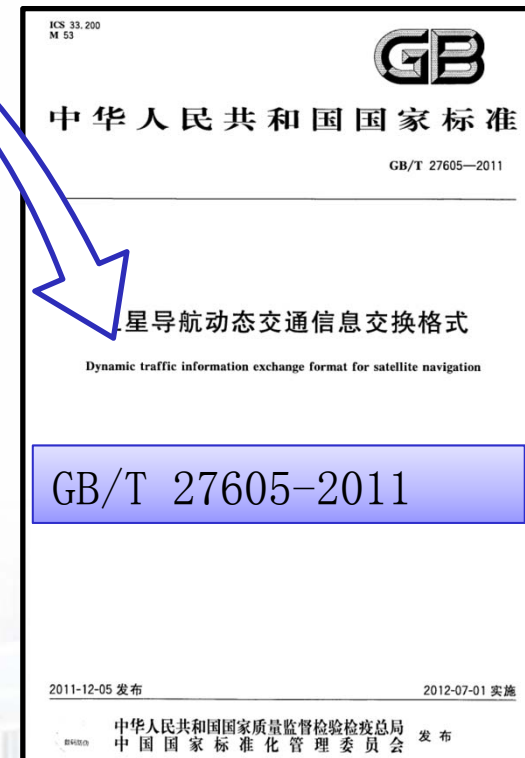 ICS 33.200
M 53
GB
中华人民共和国国家标准
GB/T 27605—2011
星导航动态交通信息交换格式
Dynamic traffic information exchange format for satellite navigation
GB/T 27605-2011
2011-12-05 发布
2012-07-01 实施
中华人民共和国国家质量监督检验检疫总局
中国国家标准化管理委员会
发布